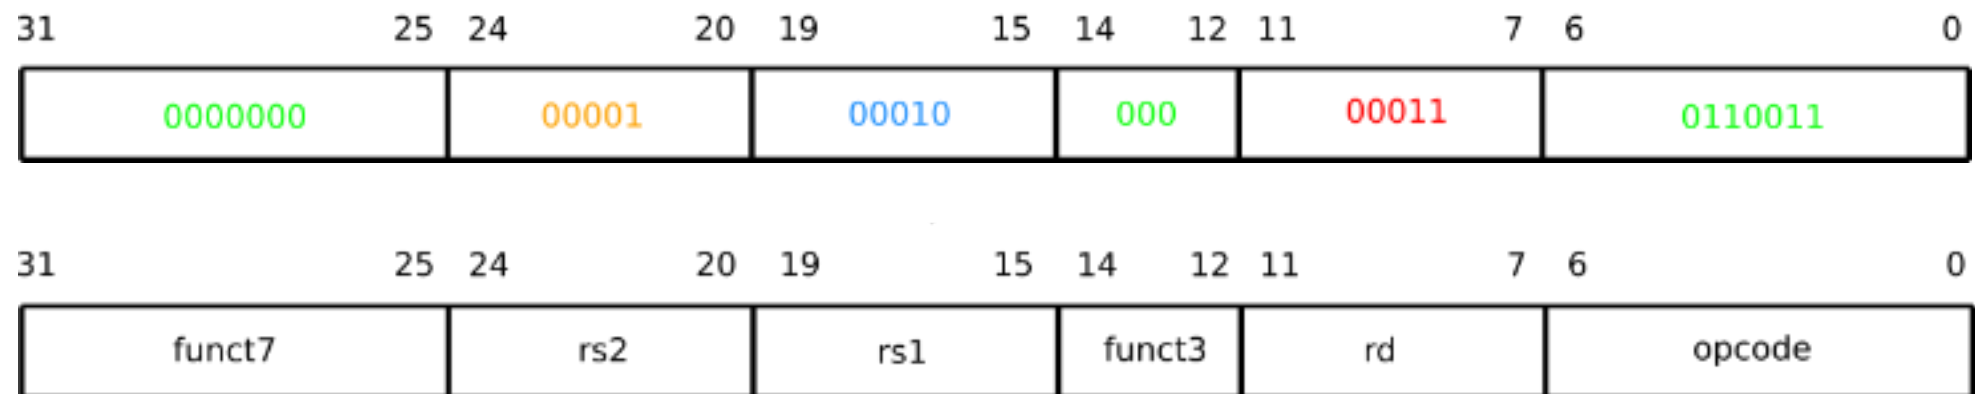 31 25 24 20 19 15 14 12 11 7 6 0
0000000 00001 00010 000 00011 0110011
31 25 24 20 19 15 14 12 11 7 6 0
funct7 rs2 rs1 funct3 rd opcode